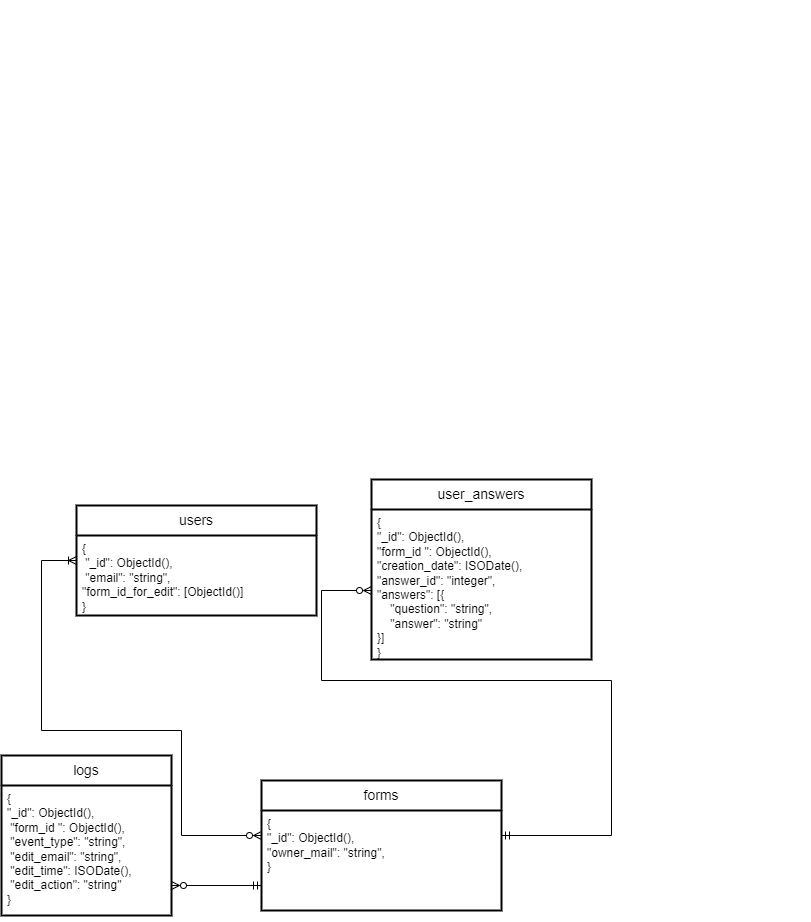 users
{
"_id": ObjectId(),
"email": "string",
"form_id_for_edit": [ObjectId()]
}
user_answers
{
"_id": ObjectId(),
"form_id ": ObjectId(),
"creation_date": ISODate(),
"answer_id": "integer",
"answers": [{
"question": "string",
"answer": "string"
}]
}
logs
{
"_id": ObjectId(),
"form_id ": ObjectId(),
"event_type": "string",
"edit_email": "string",
"edit_time": ISODate(),
"edit_action": "string"
}
forms
{
"_id": ObjectId(),
"owner_mail": "string",
}